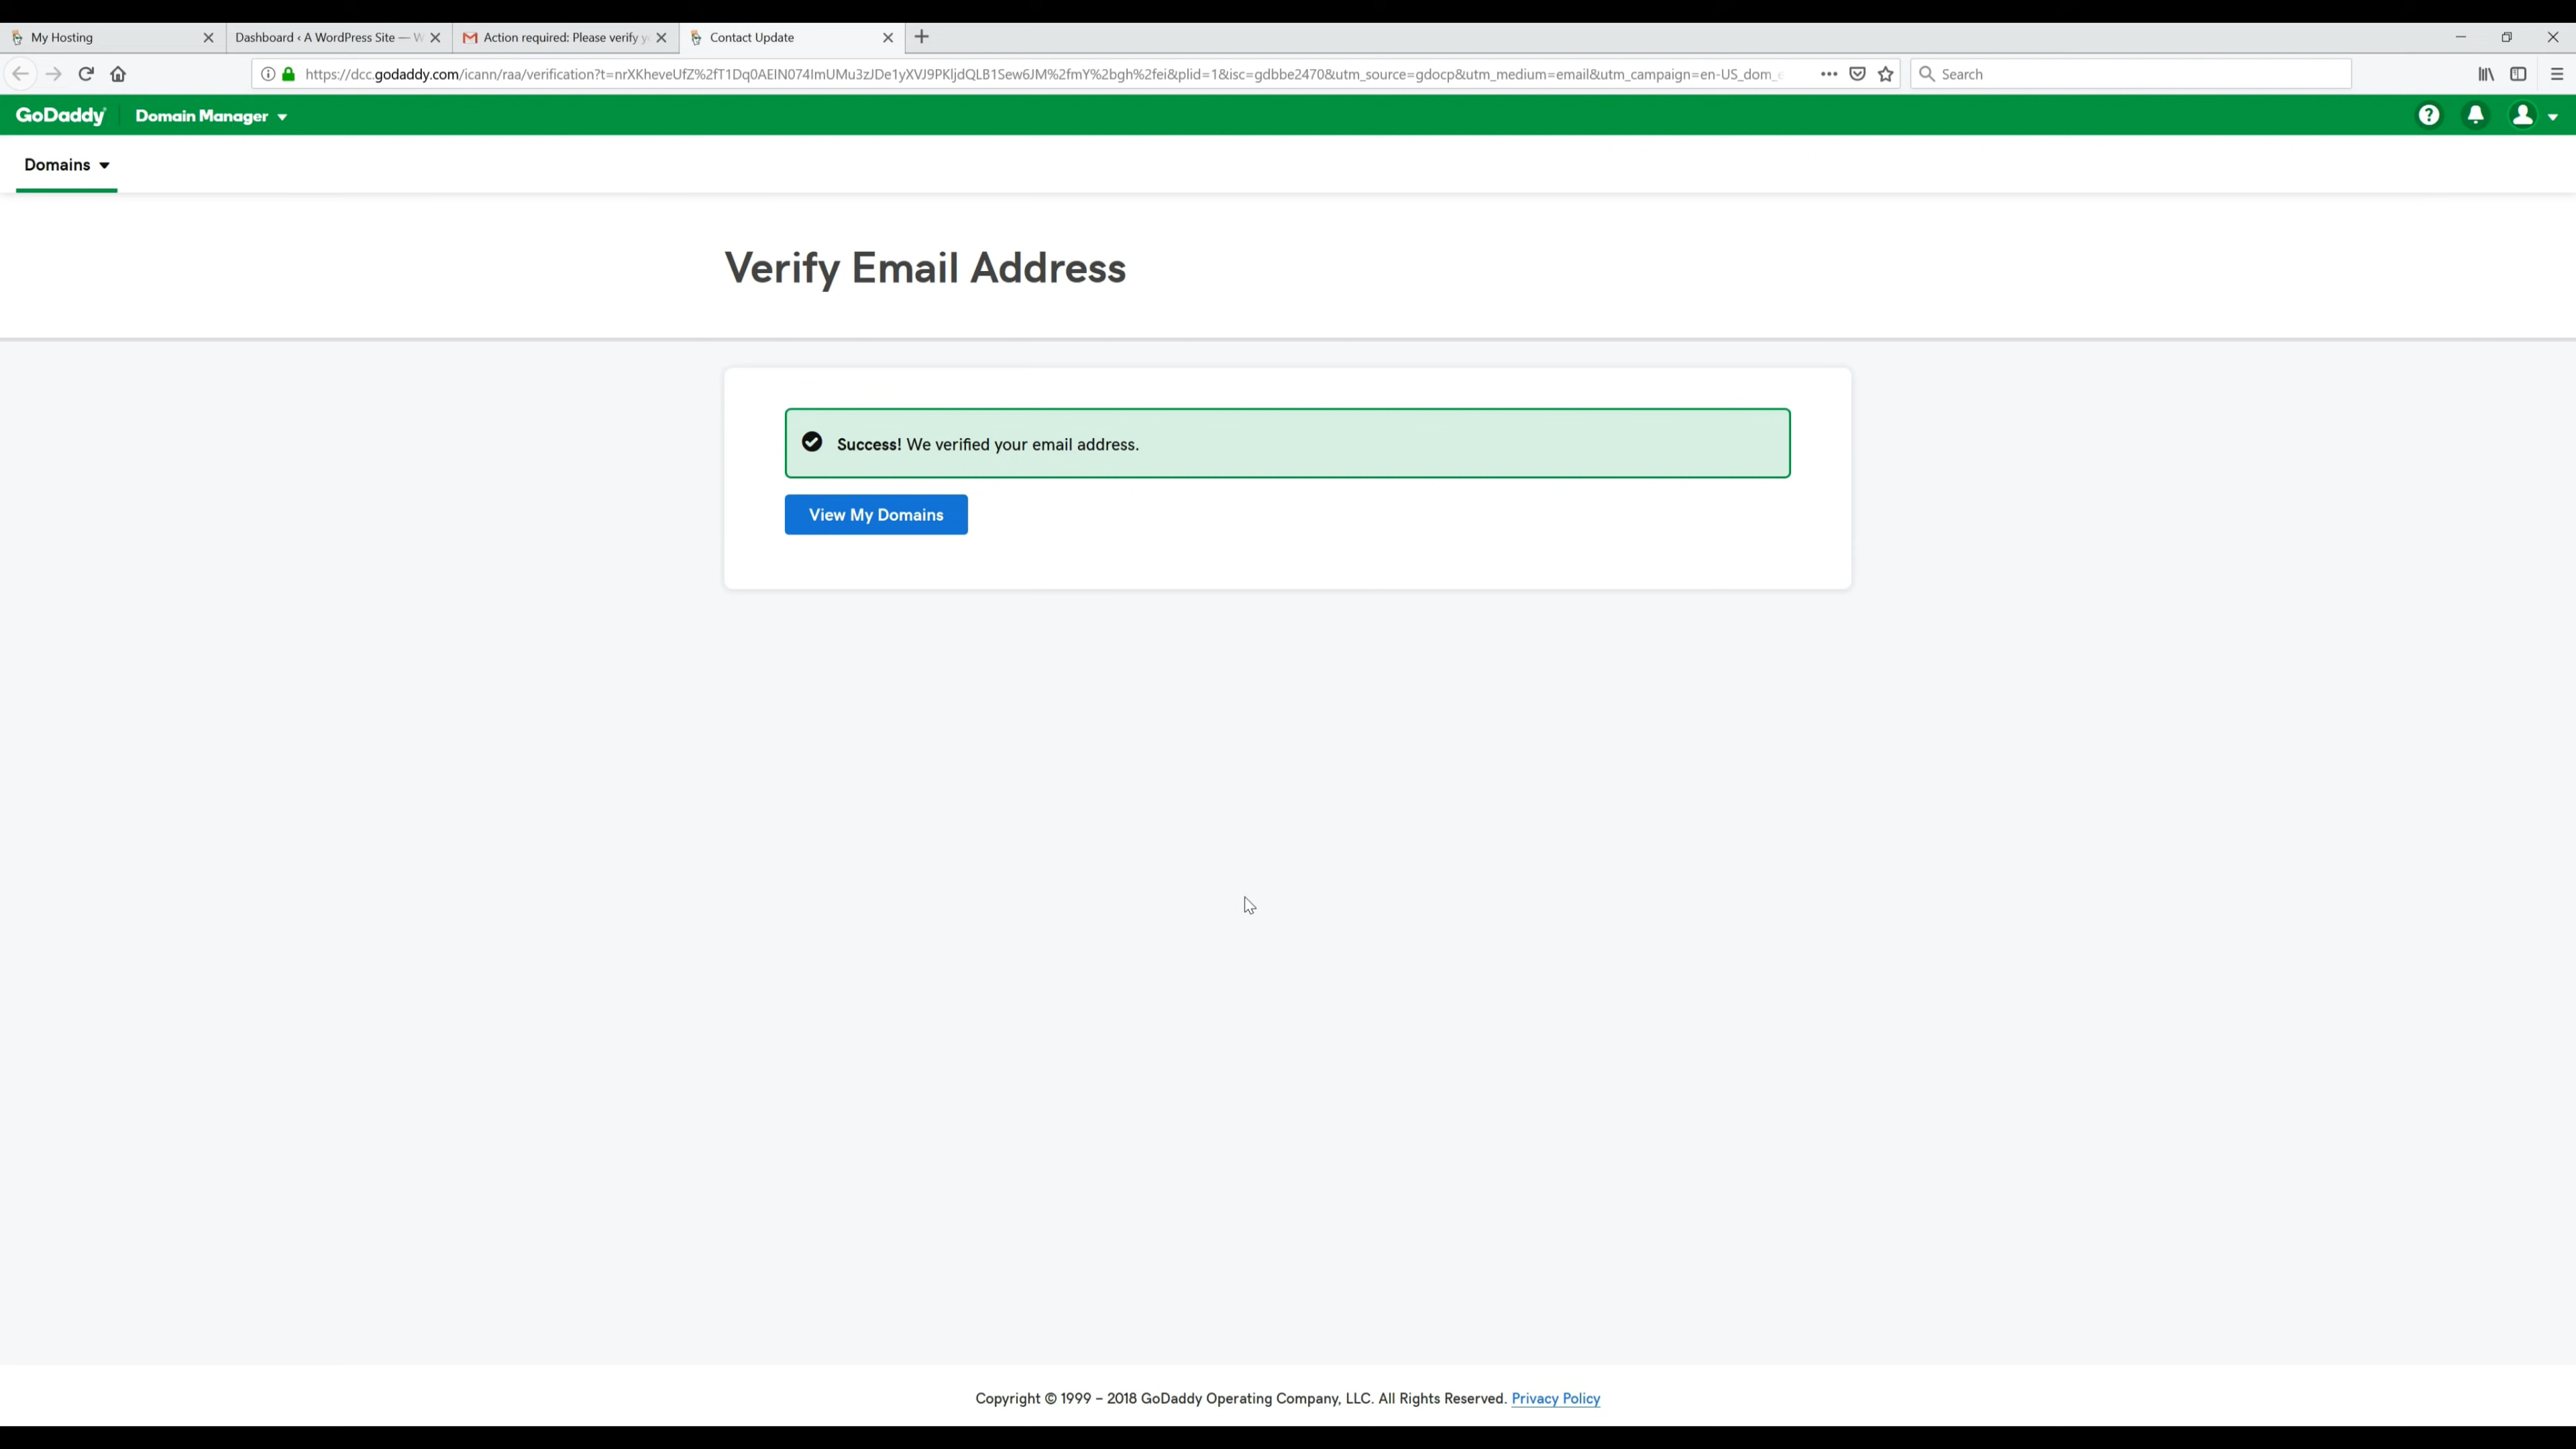 My Hosting
Dashboard ‹ A WordPress Site — W
Action required: Please verify y
Contact Update
https://dcc.godaddy.com/icann/raa/verification?t=nrXKheveUfZ%2fT1Dq0AEIN074ImUMu3zJDe1yXVJ9PKljdQLB1Sew6JM%2fmY%2bgh%2fei&plid=1&isc=gdbbe2470&utm_source=gdocp&utm_medium=email&utm_campaign=en-US_dom_e
Search
GoDaddy
Domain Manager
Domains
Verify Email Address
Success! We verified your email address.
View My Domains
Copyright © 1999 – 2018 GoDaddy Operating Company, LLC. All Rights Reserved. Privacy Policy